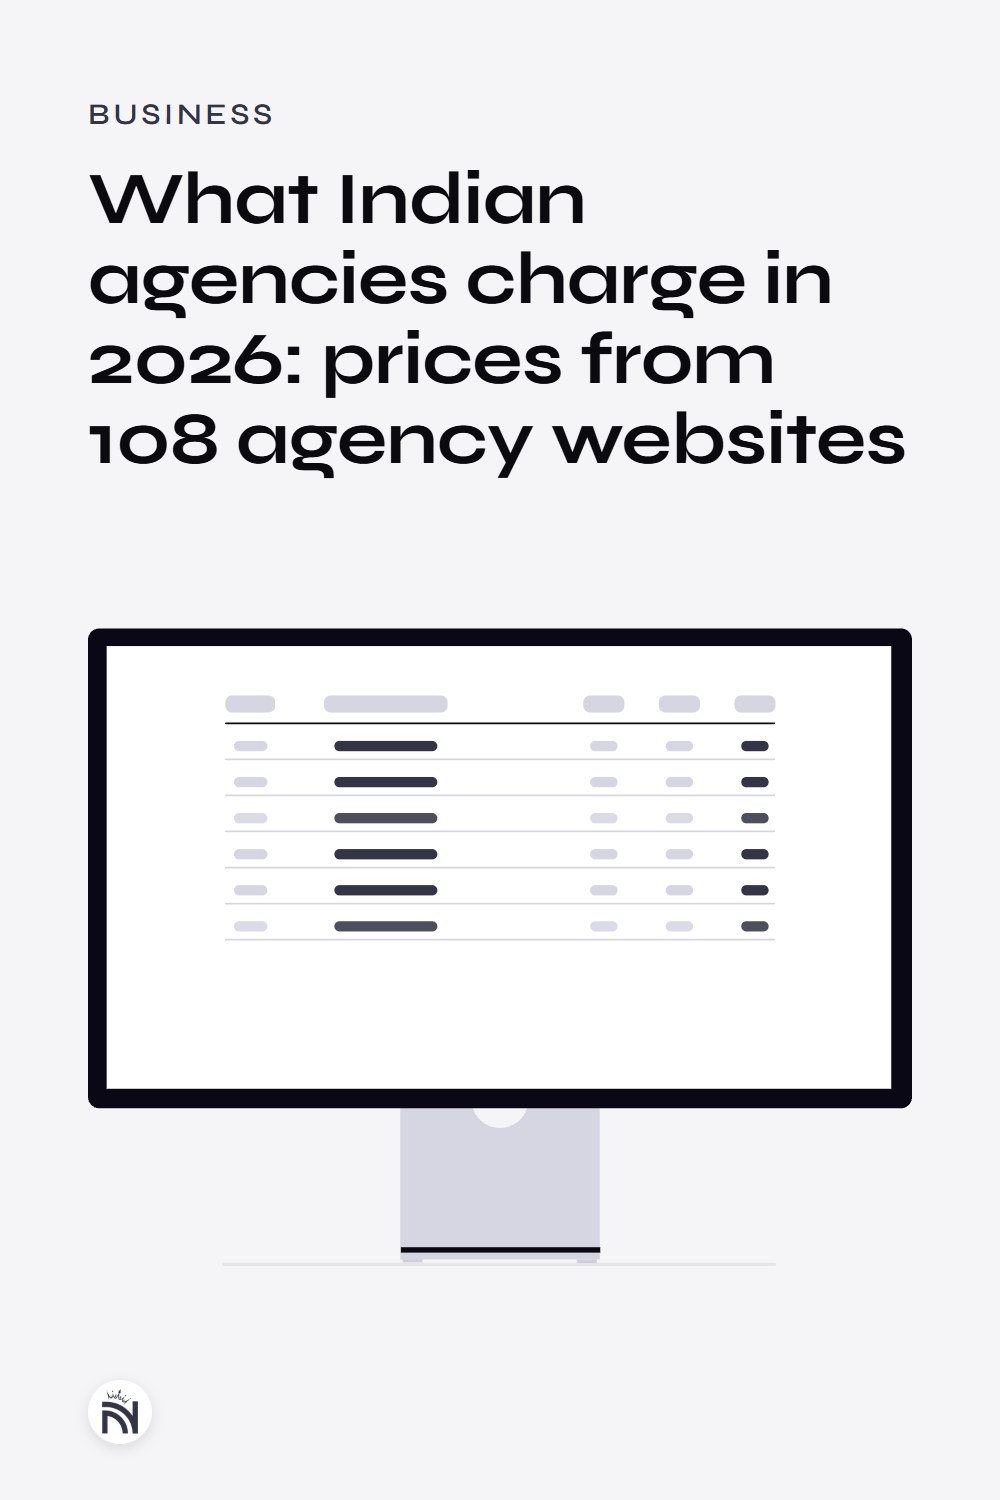 BUSINESS
What Indian
agencies charge in
2026: prices from
108 agency websites